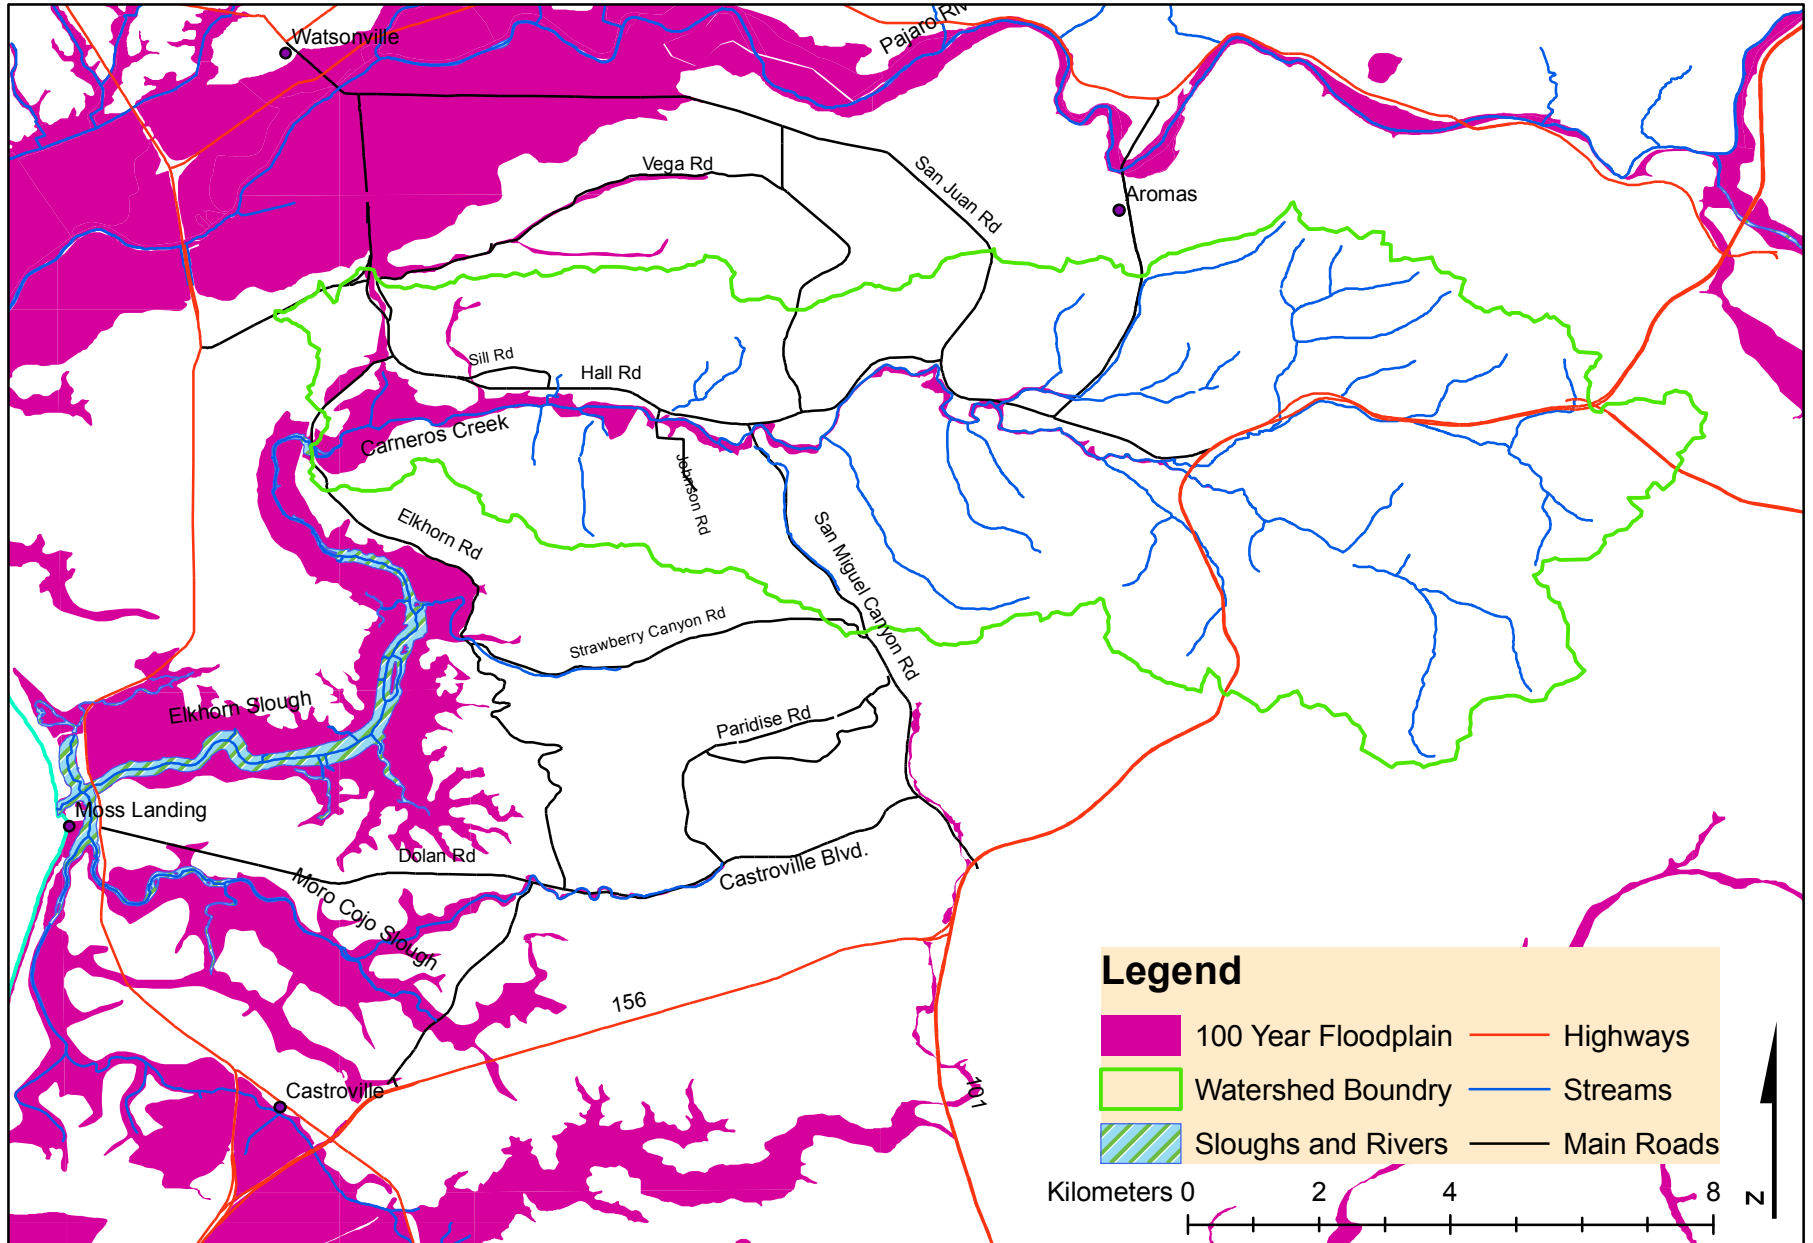 Watsonville
Pajaro Riv
Vega Rd
San Juan Rd
Aromas
Sill Rd
Hall Rd
Carneros Creek
Johnson Rd
Elkhorn Rd
San Miguel Canyon Rd
Strawberry Canyon Rd
Elkhorn Slough
Paridise Rd
Moss Landing
Dolan Rd
Castroville Blvd.
Moro Cojo Slough
156
Castroville
101
Legend
100 Year Floodplain
Highways
Watershed Boundry
Streams
Sloughs and Rivers
Main Roads
Kilometers 0 2 4 8
N